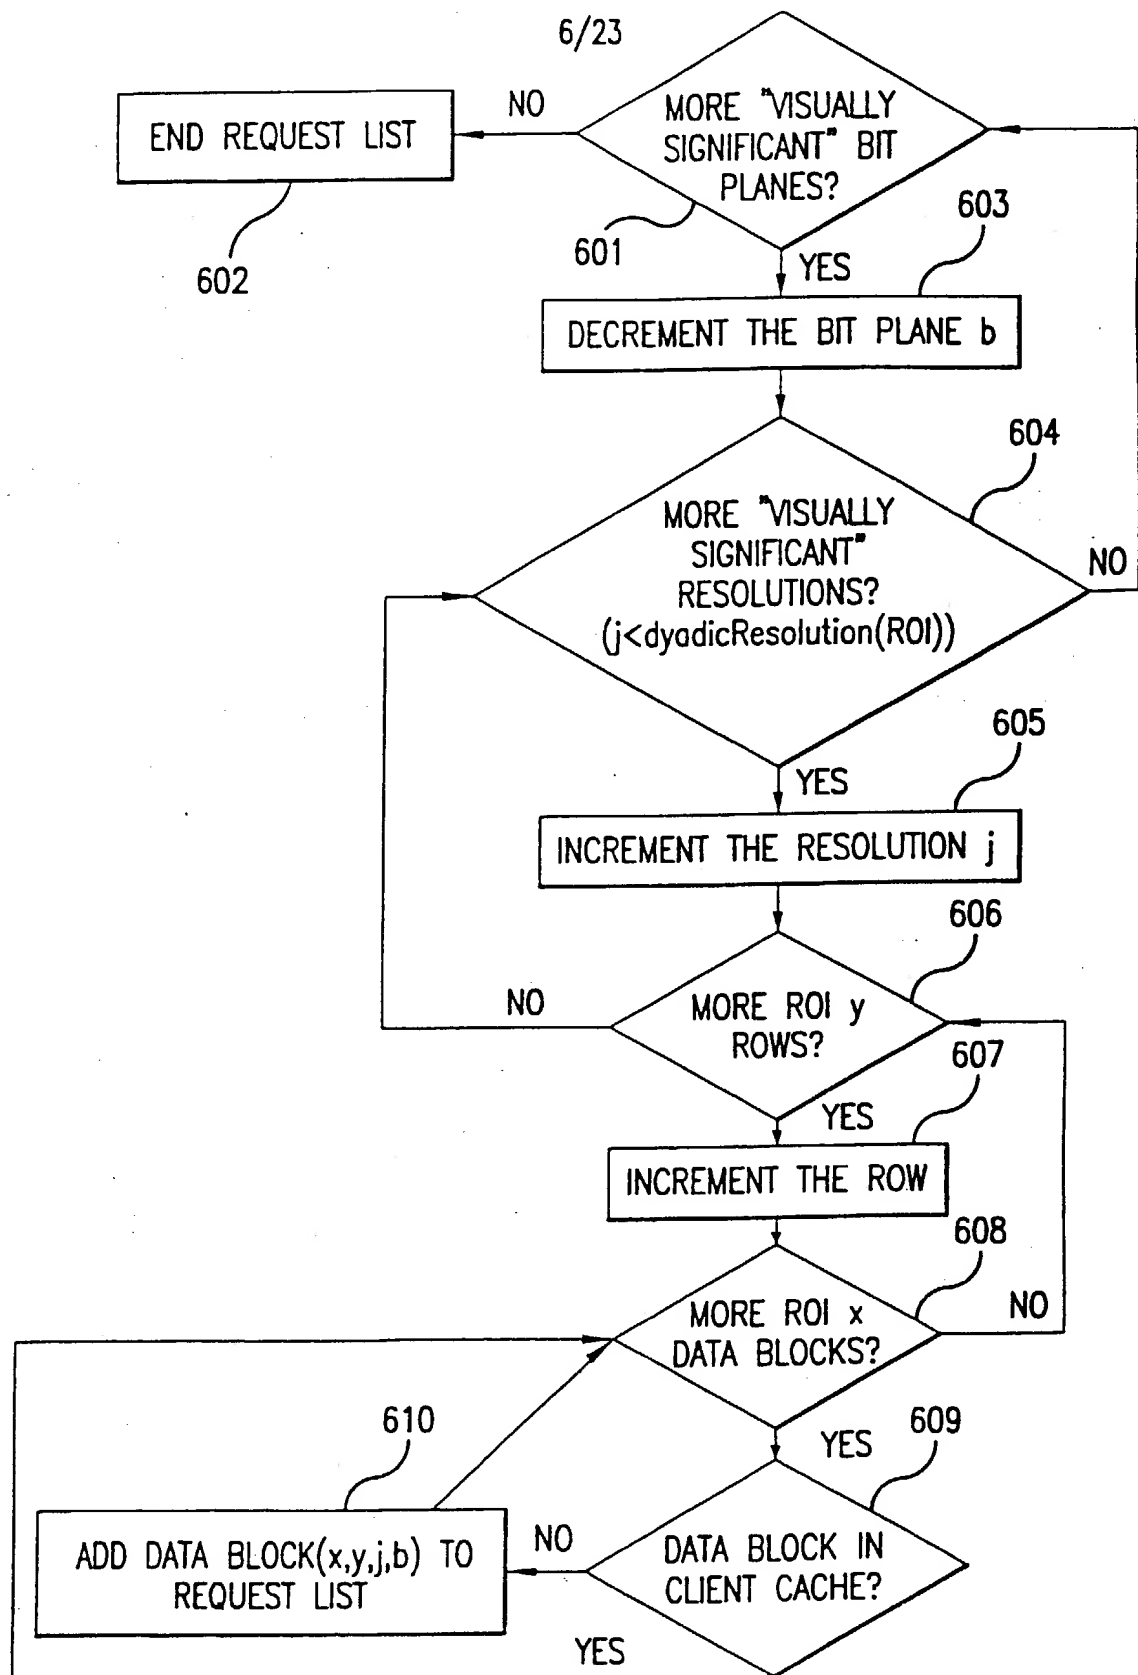 6/23
MORE "VISUALLY
SIGNIFICANT" BIT
PLANES?
NO
END REQUEST LIST
602
601
603
YES
DECREMENT THE BIT PLANE b
604
MORE "VISUALLY
SIGNIFICANT"
RESOLUTIONS?
(j<dyadicResolution(ROI))
NO
605
YES
INCREMENT THE RESOLUTION j
606
NO
MORE ROI y
ROWS?
607
YES
INCREMENT THE ROW
608
MORE ROI x
DATA BLOCKS?
NO
610
YES
609
ADD DATA BLOCK(x,y,j,b) TO
REQUEST LIST
NO
DATA BLOCK IN
CLIENT CACHE?
YES